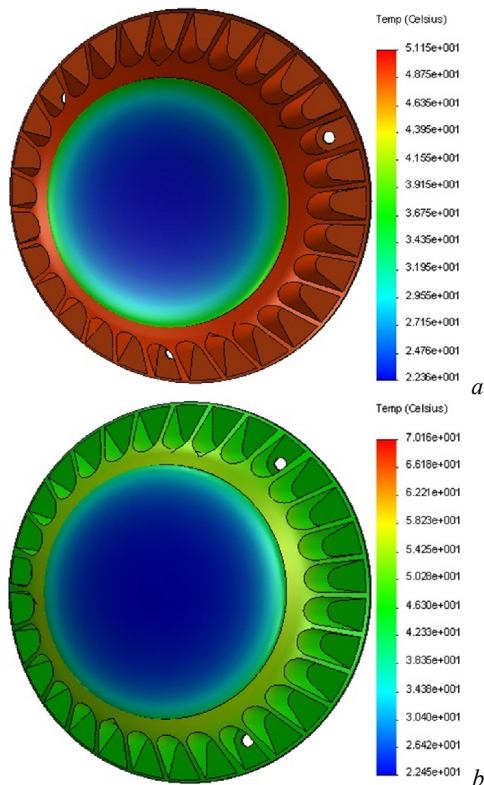 Temp (Celsius)
5.115e+001
4.875e+001
4.635e+001
4.395e+001
4.155e+001
3.915e+001
3.675e+001
3.435e+001
3.195e+001
2.955e+001
2.715e+001
2.476e+001
2.236e+001
a
Temp (Celsius)
7.016e+001
6.618e+001
6.221e+001
5.823e+001
5.425e+001
5.028e+001
4.630e+001
4.233e+001
3.835e+001
3.438e+001
3.040e+001
2.642e+001
2.245e+001
b